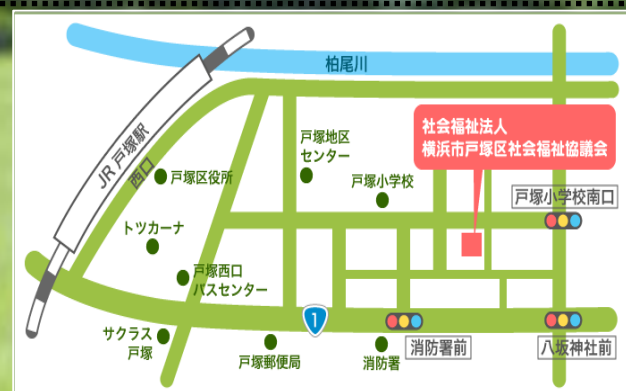 柏尾川
JR 戸塚駅
西口
社会福祉法人
横浜市戸塚区社会福祉協議会
戸塚地区
センター
戸塚区役所
戸塚小学校
戸塚小学校南口
トツカーナ
戸塚西口
バスセンター
1
サクラス
戸塚
戸塚郵便局
消防署前
消防署
八坂神社前